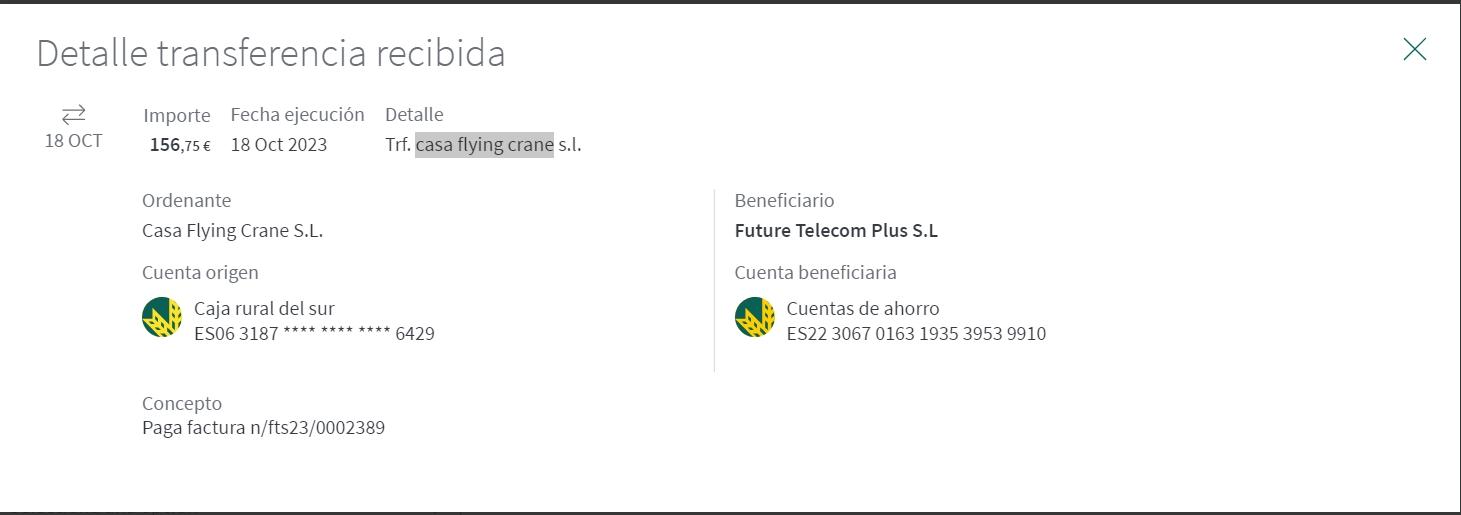 Detalle transferencia recibida
18 OCT
Importe Fecha ejecución Detalle
156,75 € 18 Oct 2023 Trf. casa flying crane s.l.
Ordenante
Casa Flying Crane S.L.
Cuenta origen
Caja rural del sur
ES06 3187 **** **** **** 6429
Beneficiario
Future Telecom Plus S.L
Cuenta beneficiaria
Cuentas de ahorro
ES22 3067 0163 1935 3953 9910
Concepto
Paga factura n/fts23/0002389